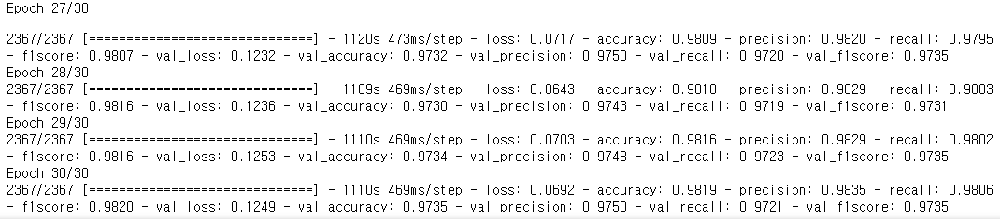 Epoch 27/30
2367/2367 [==============================] - 1120s 473ms/step - loss: 0.0717 - accuracy: 0.9809 - precision: 0.9820 - recall: 0.9795
- f1score: 0.9807 - val_loss: 0.1232 - val_accuracy: 0.9732 - val_precision: 0.9750 - val_recall: 0.9720 - val_f1score: 0.9735
Epoch 28/30
2367/2367 [==============================] - 1109s 469ms/step - loss: 0.0643 - accuracy: 0.9818 - precision: 0.9829 - recall: 0.9803
- f1score: 0.9816 - val_loss: 0.1236 - val_accuracy: 0.9730 - val_precision: 0.9743 - val_recall: 0.9719 - val_f1score: 0.9731
Epoch 29/30
2367/2367 [==============================] - 1110s 469ms/step - loss: 0.0703 - accuracy: 0.9816 - precision: 0.9829 - recall: 0.9802
- f1score: 0.9816 - val_loss: 0.1253 - val_accuracy: 0.9734 - val_precision: 0.9748 - val_recall: 0.9723 - val_f1score: 0.9735
Epoch 30/30
2367/2367 [==============================] - 1110s 469ms/step - loss: 0.0692 - accuracy: 0.9819 - precision: 0.9835 - recall: 0.9806
- f1score: 0.9820 - val_loss: 0.1249 - val_accuracy: 0.9735 - val_precision: 0.9750 - val_recall: 0.9721 - val_f1score: 0.9735